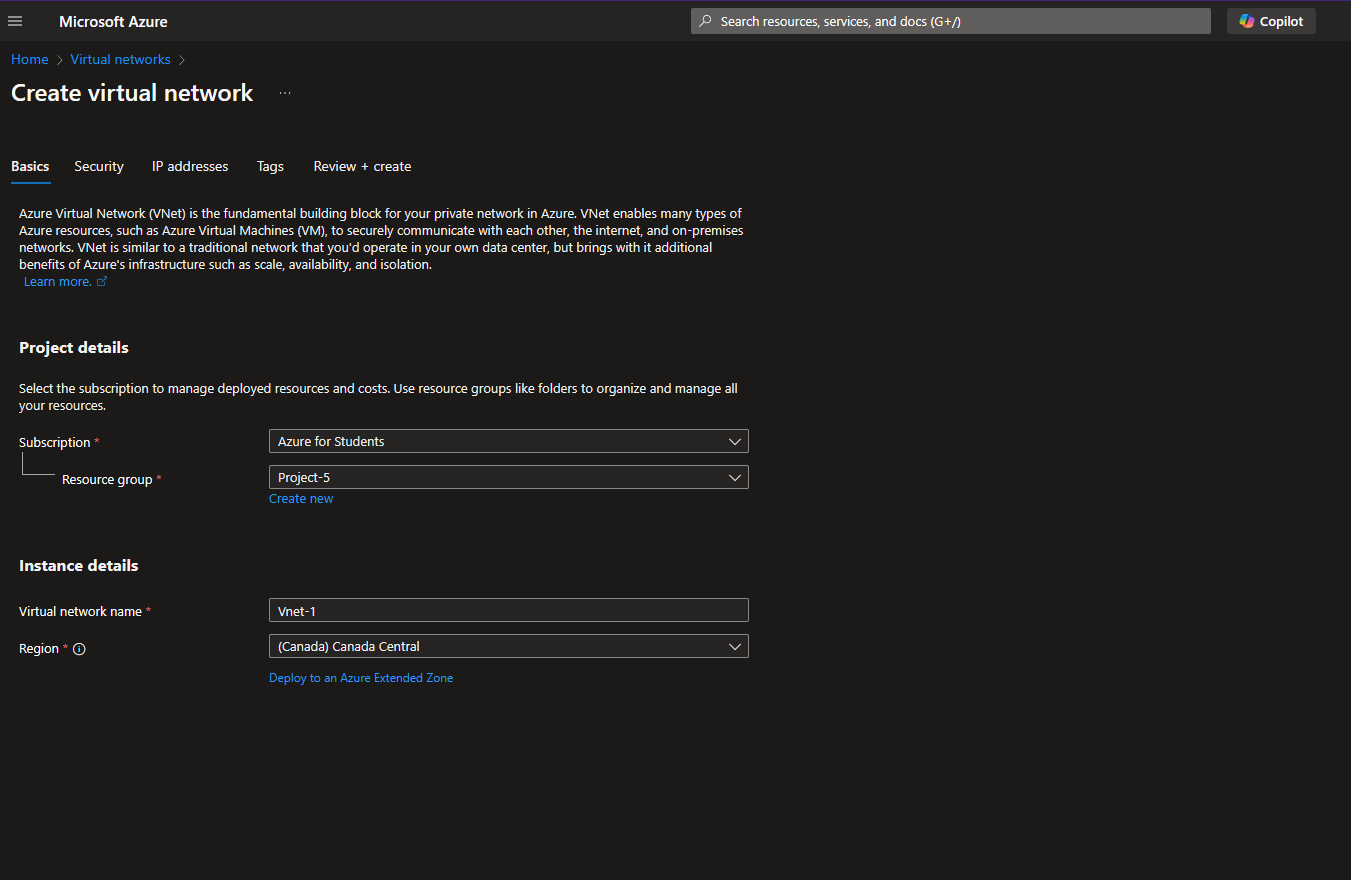 Microsoft Azure
Search resources, services, and docs (G+/)
Copilot
Home > Virtual networks >
Create virtual network ...
Basics Security IP addresses Tags Review + create
Azure Virtual Network (VNet) is the fundamental building block for your private network in Azure. VNet enables many types of
Azure resources, such as Azure Virtual Machines (VM), to securely communicate with each other, the internet, and on-premises
networks. VNet is similar to a traditional network that you'd operate in your own data center, but brings with it additional
benefits of Azure's infrastructure such as scale, availability, and isolation.
Learn more.
Project details
Select the subscription to manage deployed resources and costs. Use resource groups like folders to organize and manage all
your resources.
Subscription * Azure for Students
Resource group * Project-5
Create new
Instance details
Virtual network name * Vnet-1
Region * (Canada) Canada Central
Deploy to an Azure Extended Zone